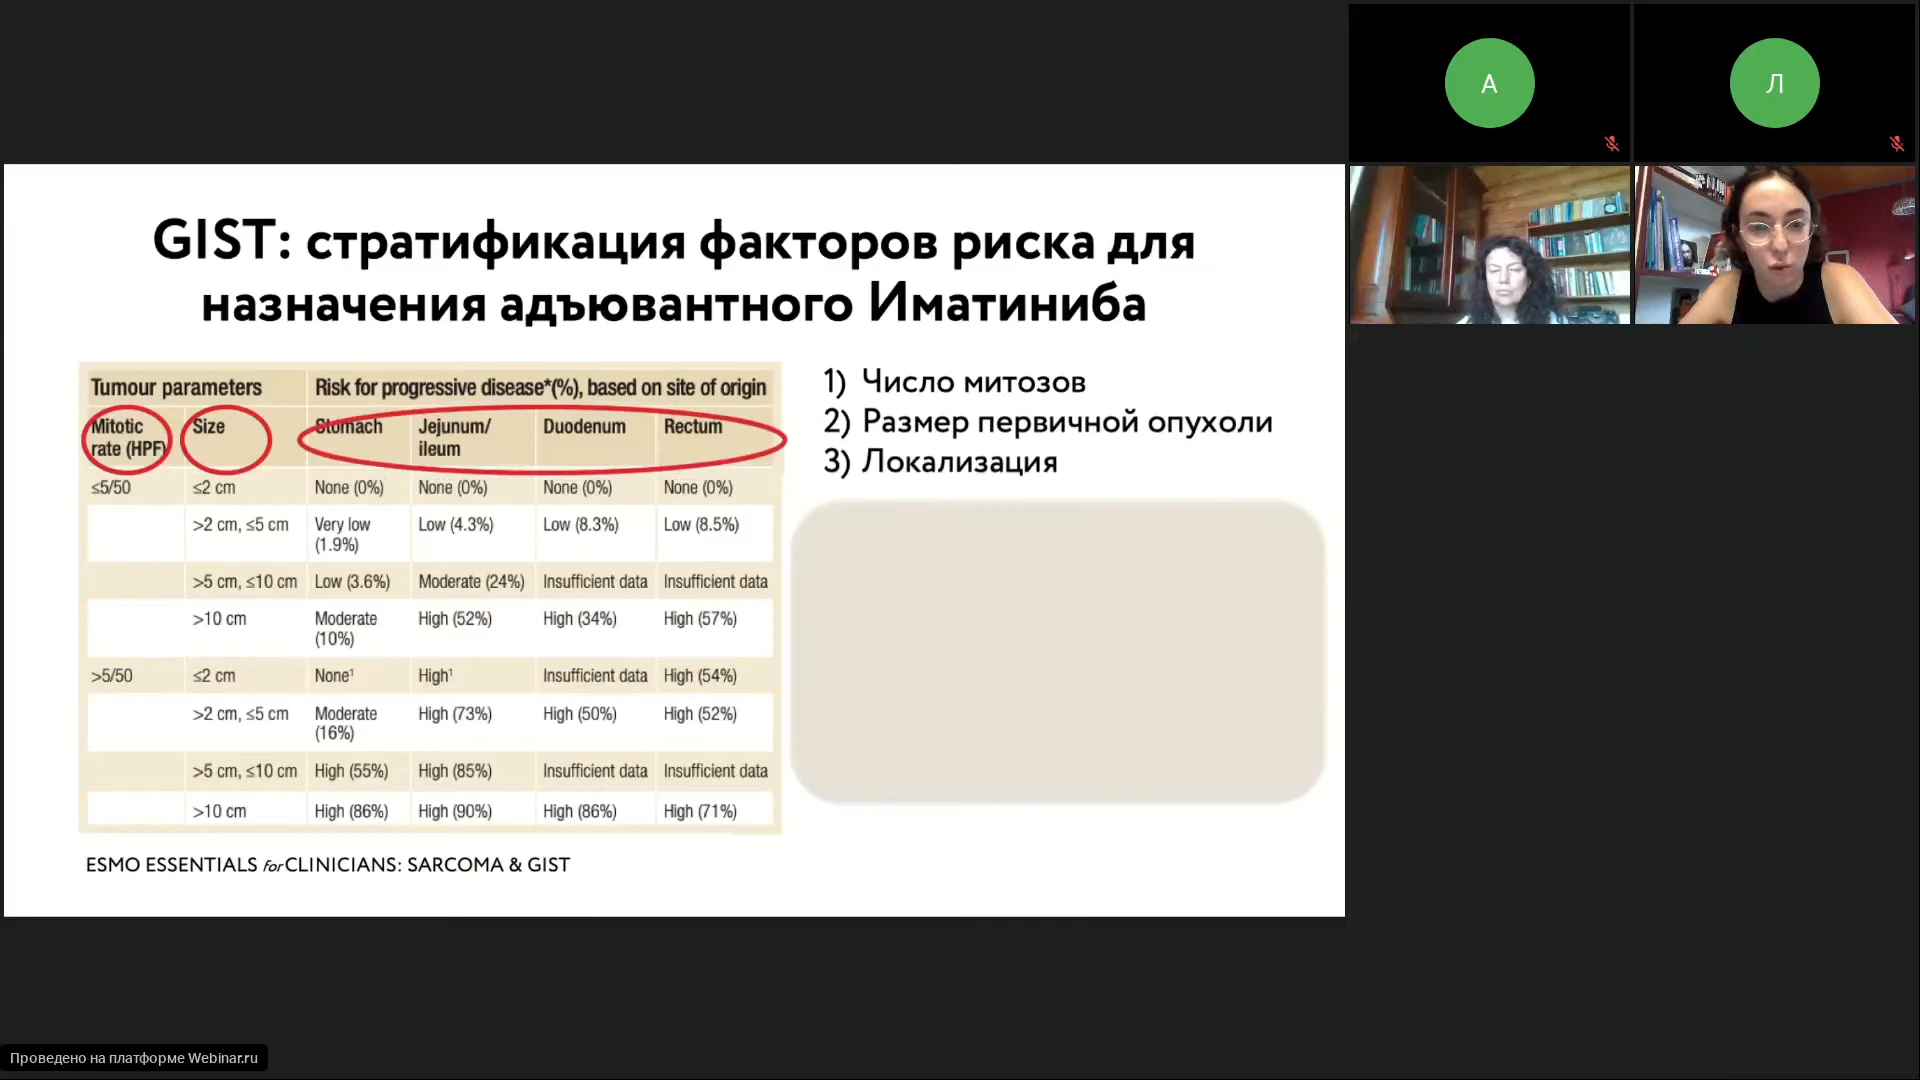 А
Л
GIST: стратификация факторов риска для
назначения адъювантного Иматиниба
Tumour parameters Risk for progressive disease*(%), based on site of origin
Mitotic rate (HPF) Size Stomach Jejunum/ileum Duodenum Rectum
≤5/50 ≤2 cm None (0%) None (0%) None (0%) None (0%)
>2 cm, ≤5 cm Very low (1.9%) Low (4.3%) Low (8.3%) Low (8.5%)
>5 cm, ≤10 cm Low (3.6%) Moderate (24%) Insufficient data Insufficient data
>10 cm Moderate (10%) High (52%) High (34%) High (57%)
>5/50 ≤2 cm None¹ High¹ Insufficient data High (54%)
>2 cm, ≤5 cm Moderate (16%) High (73%) High (50%) High (52%)
>5 cm, ≤10 cm High (55%) High (85%) Insufficient data Insufficient data
>10 cm High (86%) High (90%) High (86%) High (71%)
1) Число митозов
2) Размер первичной опухоли
3) Локализация
ESMO ESSENTIALS for CLINICIANS: SARCOMA & GIST
Проведено на платформе Webinar.ru